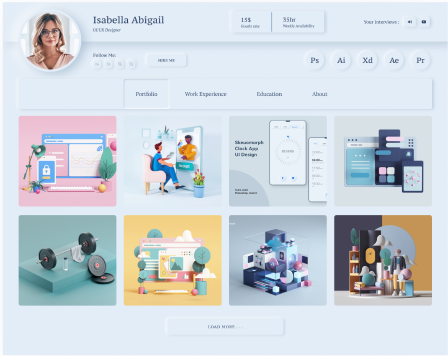 Isabella Abigail
UI/UX Designer
15$
Hourly rate
35hr
Weekly availability
Your interviewer :
Follow Me:
HIRE ME
Ps
Ai
Xd
Ae
Pr
Portfolio
Work Experience
Education
About
Skeuomorph
Clock App
UI Design
LOAD MORE